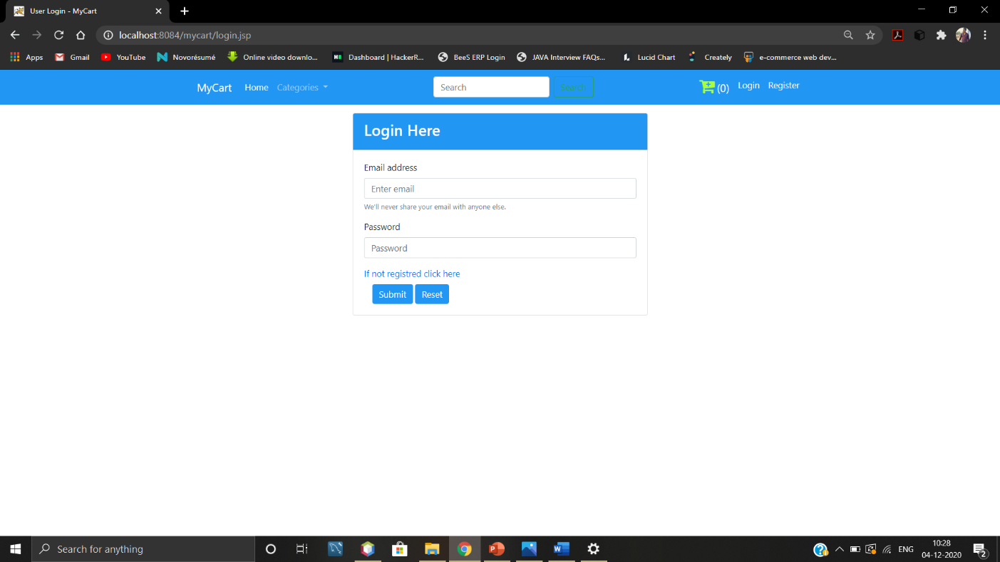 User Login - MyCart
localhost:8084/mycart/login.jsp
Apps Gmail YouTube Novorésumé Online video downlo... Dashboard | HackerR... BeeS ERP Login JAVA Interview FAQs... Lucid Chart Creately e-commerce web dev...
MyCart Home Categories Search Search (0) Login Register
Login Here
Email address
Enter email
We'll never share your email with anyone else.
Password
Password
If not registred click here
Submit Reset
Search for anything
ENG
10:28
04-12-2020
2